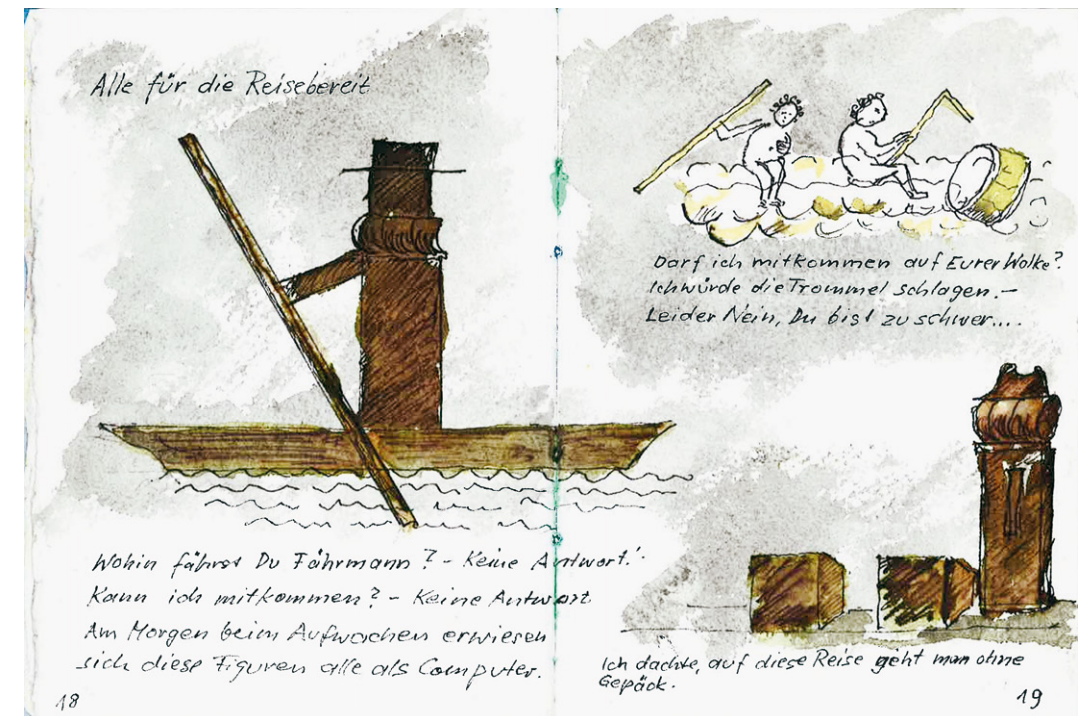 Alle für die Reisebereit
Wohin fährst Du Fährmann? - Keine Antwort!
Kann ich mitkommen? - Keine Antwort
Am Morgen beim Aufwachen erwiesen
sich diese Figuren alle als Computer.
18
Darf ich mitkommen auf Eurer Wolke?
Ich würde die Trommel schlagen.-
Leider Nein, Du bist zu schwer....
Ich dachte, auf diese Reise geht man ohne
Gepäck.
19